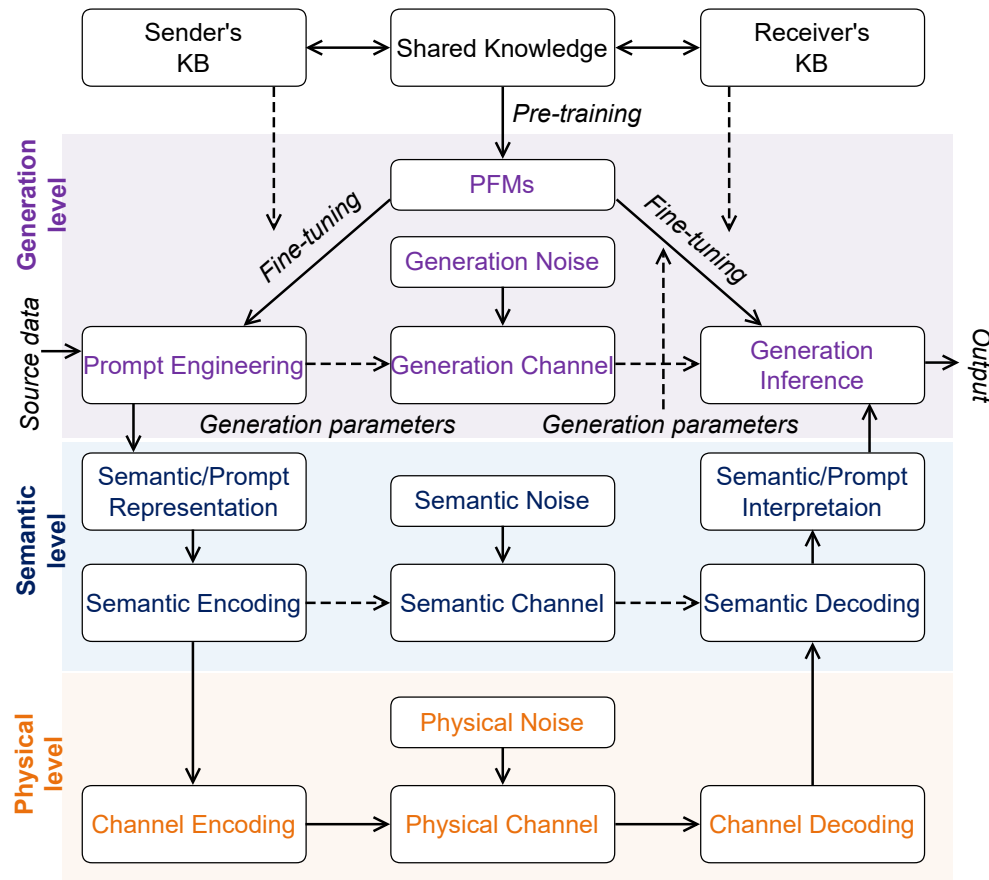 Sender's
KB
Shared Knowledge
Receiver's
KB
Pre-training
Generation
level
PFMs
Fine-tuning
Fine-tuning
Generation Noise
Source data
Prompt Engineering
Generation Channel
Generation
Inference
Output
Generation parameters
Generation parameters
Semantic
level
Semantic/Prompt
Representation
Semantic Noise
Semantic/Prompt
Interpretaion
Semantic Encoding
Semantic Channel
Semantic Decoding
Physical
level
Physical Noise
Channel Encoding
Physical Channel
Channel Decoding